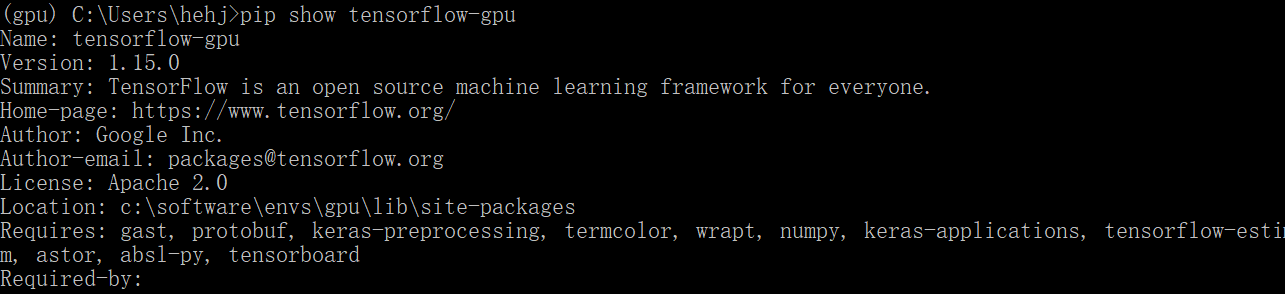 (gpu) C:\Users\hehj>pip show tensorflow-gpu
Name: tensorflow-gpu
Version: 1.15.0
Summary: TensorFlow is an open source machine learning framework for everyone.
Home-page: https://www.tensorflow.org/
Author: Google Inc.
Author-email: packages@tensorflow.org
License: Apache 2.0
Location: c:\software\envs\gpu\lib\site-packages
Requires: gast, protobuf, keras-preprocessing, termcolor, wrapt, numpy, keras-applications, tensorflow-estim
m, astor, absl-py, tensorboard
Required-by: